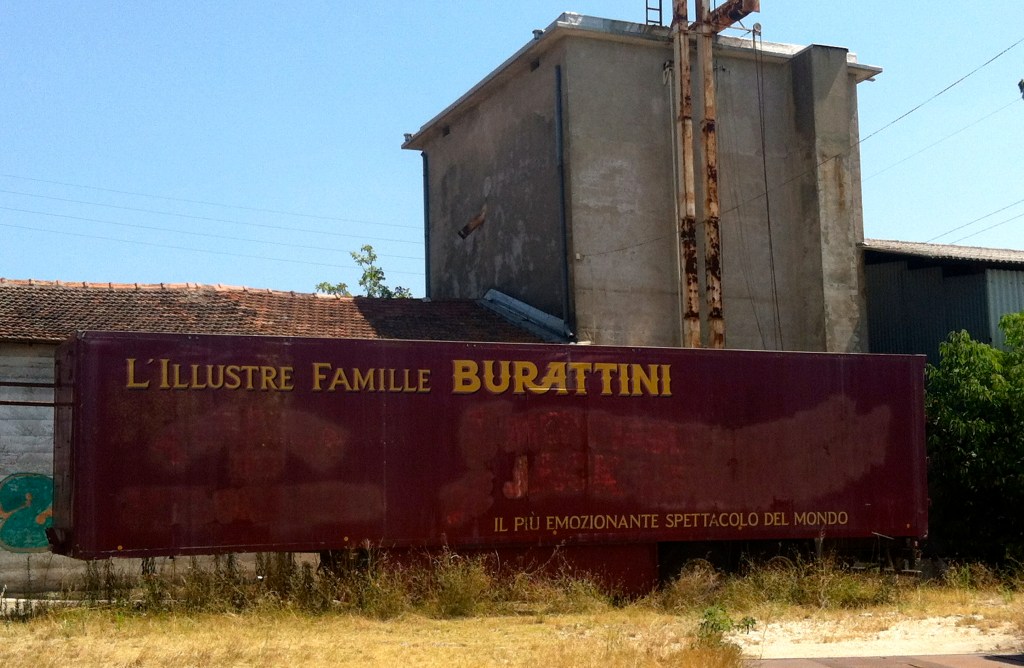 L'ILLUSTRE FAMILLE BURATTINI
IL PIÙ EMOZIONANTE SPETTACOLO DEL MONDO